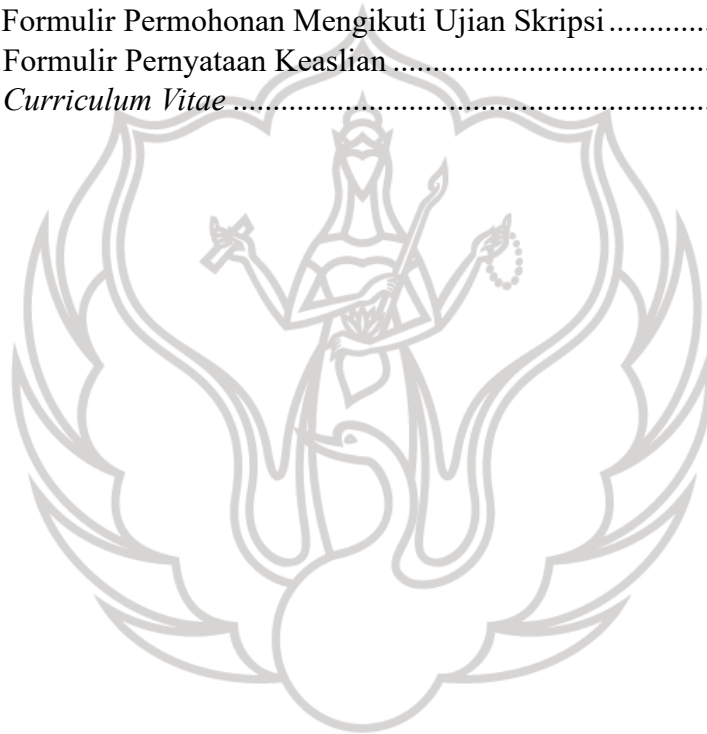 Formulir Permohonan Mengikuti Ujian Skripsi .............
Formulir Pernyataan Keaslian .......................................
Curriculum Vitae ..........................................................